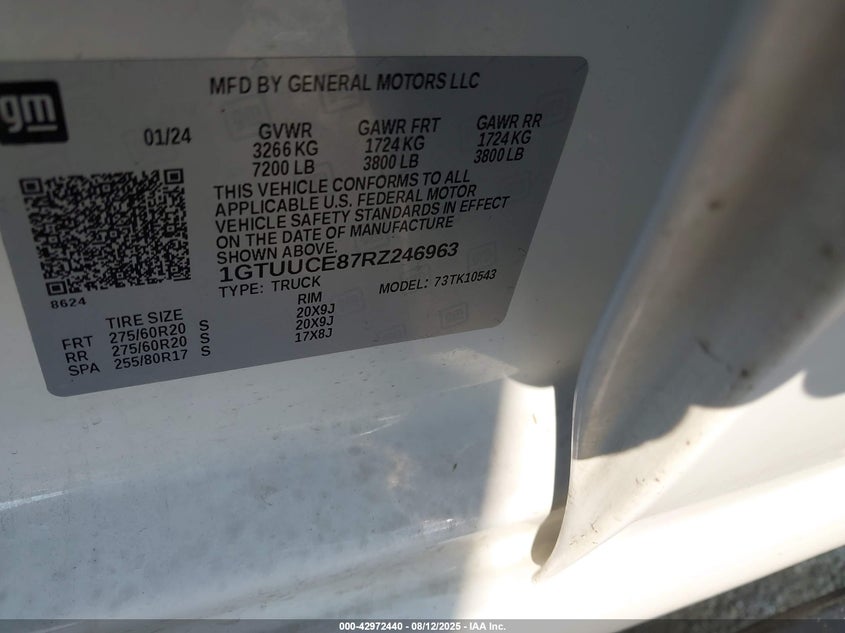 gm
MFD BY GENERAL MOTORS LLC
01/24
GVWR
3266 KG
7200 LB
GAWR FRT
1724 KG
3800 LB
GAWR RR
1724 KG
3800 LB
THIS VEHICLE CONFORMS TO ALL
APPLICABLE U.S. FEDERAL MOTOR
VEHICLE SAFETY STANDARDS IN EFFECT
ON THE DATE OF MANUFACTURE
SHOWN ABOVE.
1GTUUCE87RZ246963
TYPE: TRUCK
MODEL: 73TK10543
8624
TIRE SIZE
RIM
FRT 275/60R20 S 20X9J
RR 275/60R20 S 20X9J
SPA 255/80R17 S 17X8J
000-42972440 - 08/12/2025 - IAA Inc.